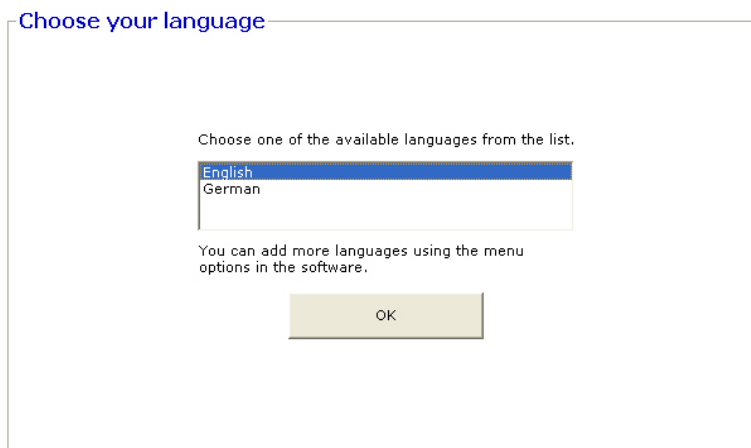 Choose your language
Choose one of the available languages from the list.
English
German
You can add more languages using the menu
options in the software.
OK